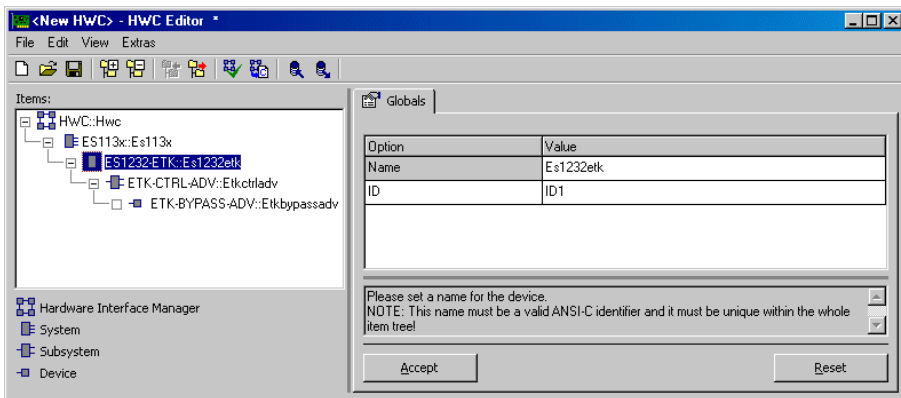 <New HWC> - HWC Editor *
File Edit View Extras
Items:
HWC::Hwc
ES113x::Es113x
ES1232-ETK::Es1232etk
ETK-CTRL-ADV::Etkctrladv
ETK-BYPASS-ADV::Etkbypassadv
Hardware Interface Manager
System
Subsystem
Device
Globals
Option Value
Name Es1232etk
ID ID1
Please set a name for the device.
NOTE: This name must be a valid ANSI-C identifier and it must be unique within the whole
item tree!
Accept Reset